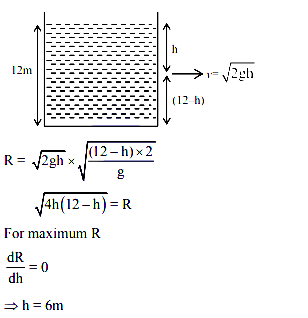 h
12m
v = √2gh
(12–h)
R = √2gh × √(12 – h) × 2 / g
√4h(12 – h) = R
For maximum R
dR/dh = 0
⇒ h = 6m